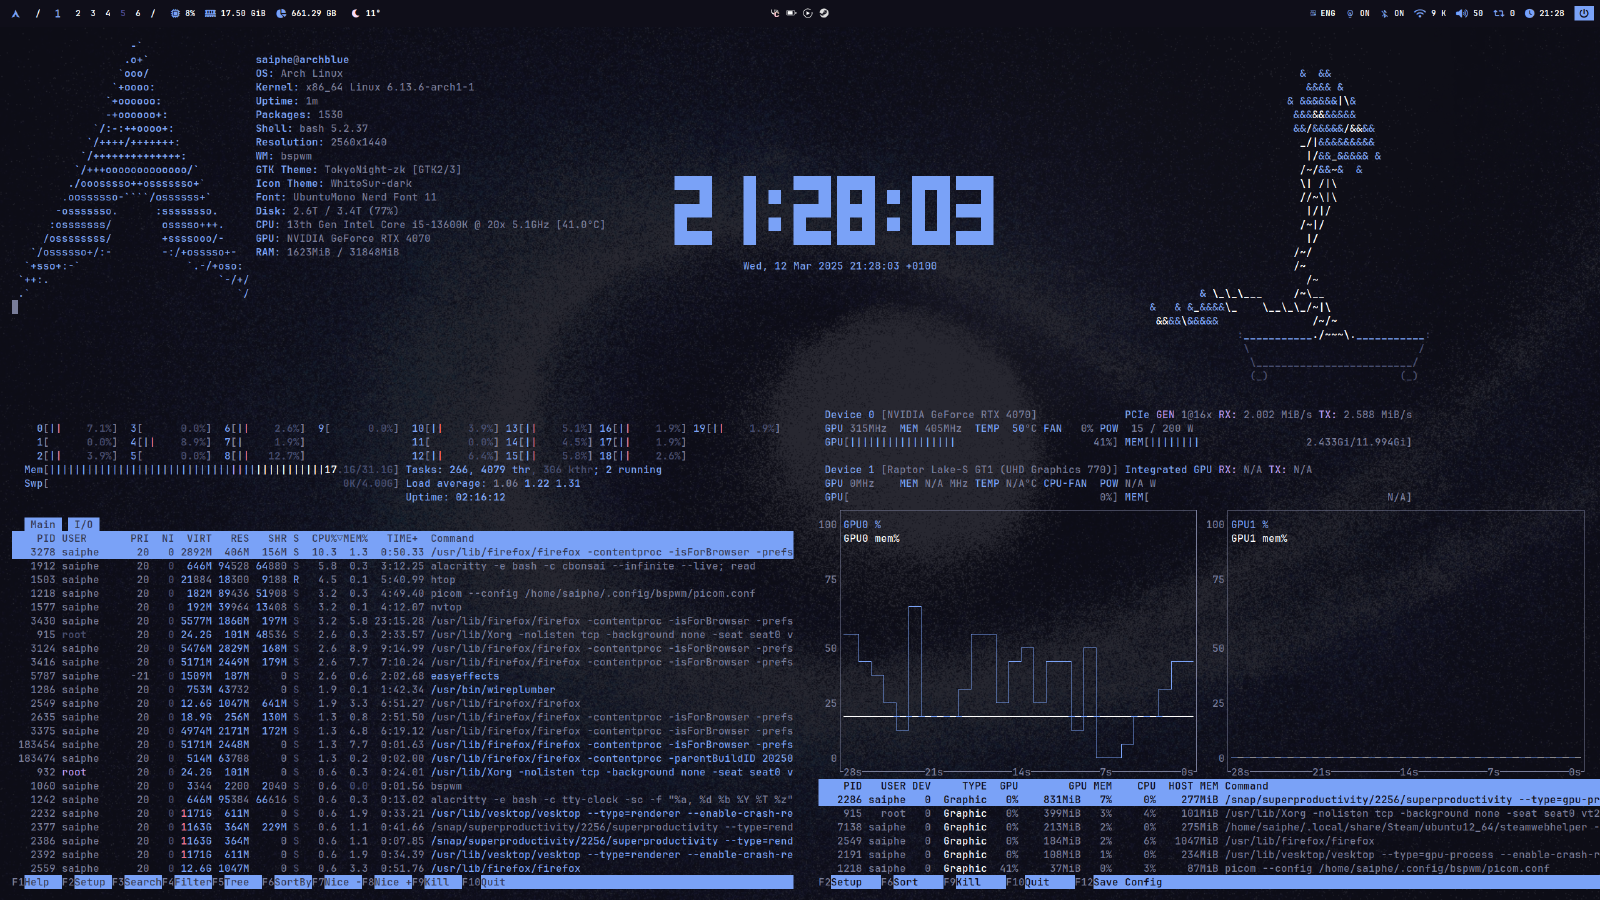 / 1 2 3 4 5 6 / 8% 17.50 GiB 661.29 GB 11°
ENG ON ON 9 K 50 0 21:28
saiphe@archblue
OS: Arch Linux
Kernel: x86_64 Linux 6.13.6-arch1-1
Uptime: 1m
Packages: 1530
Shell: bash 5.2.37
Resolution: 2560x1440
WM: bspwm
GTK Theme: TokyoNight-zk [GTK2/3]
Icon Theme: WhiteSur-dark
Font: UbuntuMono Nerd Font 11
Disk: 2.6T / 3.4T (77%)
CPU: 13th Gen Intel Core i5-13600K @ 20x 5.1GHz [41.0°C]
GPU: NVIDIA GeForce RTX 4070
RAM: 1623MiB / 31848MiB
21:28:03
Wed, 12 Mar 2025 21:28:03 +0100
0[|| 7.1%] 3[ 0.0%] 6[|| 2.6%] 9[ 0.0%] 10[|| 3.9%] 13[|| 5.1%] 16[|| 1.9%] 19[|| 1.9%]
1[ 0.0%] 4[|| 8.9%] 7[| 1.9%] 11[ 0.0%] 14[|| 4.5%] 17[|| 1.9%]
2[|| 3.9%] 5[ 0.0%] 8[|| 12.7%] 12[|| 6.4%] 15[|| 5.8%] 18[|| 2.6%]
Mem[17.1G/31.1G] Tasks: 266, 4079 thr, 306 kthr; 2 running
Swp[ 0K/4.00G] Load average: 1.06 1.22 1.31
Uptime: 02:16:12
Main I/O
PID USER PRI NI VIRT RES SHR S CPU%▽MEM% TIME+ Command
3278 saiphe 20 0 2892M 406M 156M S 10.3 1.3 0:50.33 /usr/lib/firefox/firefox -contentproc -isForBrowser -prefs
1912 saiphe 20 0 646M 94528 64880 S 5.8 0.3 3:12.25 alacritty -e bash -c cbonsai --infinite --live; read
1503 saiphe 20 0 21884 18300 9188 R 4.5 0.1 5:40.99 htop
1218 saiphe 20 0 182M 89436 51908 S 3.2 0.3 4:49.40 picom --config /home/saiphe/.config/bspwm/picom.conf
1577 saiphe 20 0 192M 39964 13408 S 3.2 0.1 4:12.07 nvtop
3430 saiphe 20 0 5577M 1860M 197M S 3.2 5.8 23:15.28 /usr/lib/firefox/firefox -contentproc -isForBrowser -prefs
915 root 20 0 24.2G 101M 48536 S 2.6 0.3 2:33.57 /usr/lib/Xorg -nolisten tcp -background none -seat seat0 v
3124 saiphe 20 0 5476M 2829M 168M S 2.6 8.9 9:14.99 /usr/lib/firefox/firefox -contentproc -isForBrowser -prefs
3416 saiphe 20 0 5171M 2449M 179M S 2.6 7.7 7:10.24 /usr/lib/firefox/firefox -contentproc -isForBrowser -prefs
5787 saiphe -21 0 1509M 187M 0 S 2.6 0.6 2:02.68 easyeffects
1286 saiphe 20 0 753M 43732 0 S 1.9 0.1 1:42.34 /usr/bin/wireplumber
2549 saiphe 20 0 12.6G 1047M 641M S 1.9 3.3 6:51.27 /usr/lib/firefox/firefox
2635 saiphe 20 0 18.9G 256M 130M S 1.3 0.8 2:51.50 /usr/lib/firefox/firefox -contentproc -isForBrowser -prefs
3375 saiphe 20 0 4974M 2171M 172M S 1.3 6.8 6:19.12 /usr/lib/firefox/firefox -contentproc -isForBrowser -prefs
183454 saiphe 20 0 5171M 2448M 0 S 1.3 7.7 0:01.63 /usr/lib/firefox/firefox -contentproc -isForBrowser -prefs
183474 saiphe 20 0 514M 63788 0 S 1.3 0.2 0:02.00 /usr/lib/firefox/firefox -contentproc -parentBuildID 20250
932 root 20 0 24.2G 101M 0 S 0.6 0.3 0:24.01 /usr/lib/Xorg -nolisten tcp -background none -seat seat0 v
1060 saiphe 20 0 3344 2200 2040 S 0.6 0.0 0:01.56 bspwm
1242 saiphe 20 0 646M 95384 66616 S 0.6 0.3 0:13.02 alacritty -e bash -c tty-clock -sc -f "%a, %d %b %Y %T %z"
2232 saiphe 20 0 1171G 611M 0 S 0.6 1.9 0:33.21 /usr/lib/vesktop/vesktop --type=renderer --enable-crash-re
2377 saiphe 20 0 1163G 364M 229M S 0.6 1.1 0:41.66 /snap/superproductivity/2256/superproductivity --type=rend
2386 saiphe 20 0 1163G 364M 0 S 0.6 1.1 0:07.85 /snap/superproductivity/2256/superproductivity --type=rend
2392 saiphe 20 0 1171G 611M 0 S 0.6 1.9 0:34.39 /usr/lib/vesktop/vesktop --type=renderer --enable-crash-re
2559 saiphe 20 0 12.6G 1047M 0 S 0.6 3.3 0:51.76 /usr/lib/firefox/firefox
F1Help F2Setup F3SearchF4FilterF5Tree F6SortByF7Nice -F8Nice +F9Kill F10Quit
Device 0 [NVIDIA GeForce RTX 4070] PCIe GEN 1@16x RX: 2.002 MiB/s TX: 2.588 MiB/s
GPU 315MHz MEM 405MHz TEMP 50°C FAN 0% POW 15 / 200 W
GPU[ 41%] MEM[ 2.433Gi/11.994Gi]
Device 1 [Raptor Lake-S GT1 (UHD Graphics 770)] Integrated GPU RX: N/A TX: N/A
GPU 0MHz MEM N/A MHz TEMP N/A°C CPU-FAN POW N/A W
GPU[ 0%] MEM[ N/A]
100 GPU0 % 100 GPU1 %
GPU0 mem% GPU1 mem%
75 75
50 50
25 25
0 0
28s 21s 14s 7s 0s 28s 21s 14s 7s 0s
PID USER DEV TYPE GPU GPU MEM CPU HOST MEM Command
2286 saiphe 0 Graphic 0% 831MiB 7% 0% 277MiB /snap/superproductivity/2256/superproductivity --type=gpu-pr
915 root 0 Graphic 0% 399MiB 3% 4% 101MiB /usr/lib/Xorg -nolisten tcp -background none -seat seat0 vt2
7138 saiphe 0 Graphic 0% 213MiB 2% 0% 275MiB /home/saiphe/.local/share/Steam/ubuntu12_64/steamwebhelper -
2549 saiphe 0 Graphic 0% 184MiB 2% 6% 1047MiB /usr/lib/firefox/firefox
2191 saiphe 0 Graphic 0% 108MiB 1% 0% 234MiB /usr/lib/vesktop/vesktop --type=gpu-process --enable-crash-re
1218 saiphe 0 Graphic 41% 37MiB 0% 3% 87MiB picom --config /home/saiphe/.config/bspwm/picom.conf
F2Setup F6Sort F9Kill F10Quit F12Save Config